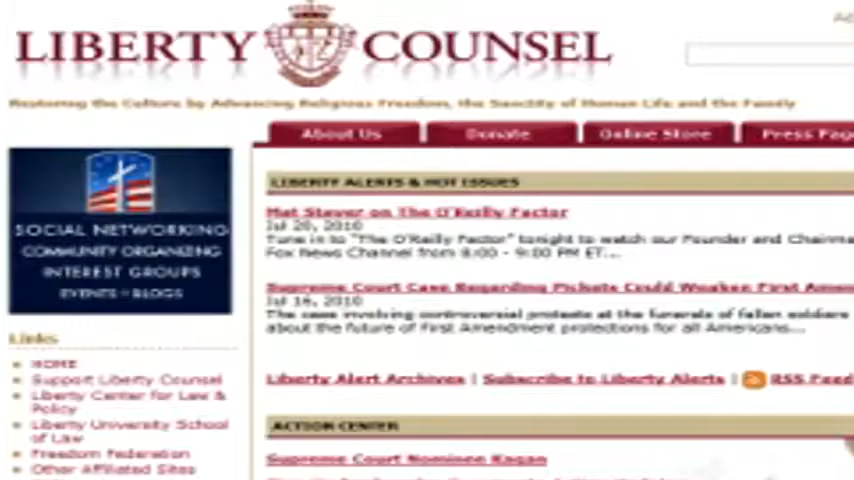 LIBERTY COUNSEL
Restoring the Culture by Advancing Religious Freedom, the Sanctity of Human Life and the Family
About Us
Donate
Online Store
Press Pag
SOCIAL NETWORKING
COMMUNITY ORGANIZING
INTEREST GROUPS
EVENTS - BLOGS
Links
HOME
Support Liberty Counsel
Liberty Center for Law &
Policy
Liberty University School
of Law
Freedom Federation
Other Affiliated Sites
LIBERTY ALERTS & HOT ISSUES
Mat Staver on The O'Reilly Factor
Jul 20, 2010
Tune in to "The O'Reilly Factor" tonight to watch our Founder and Chairma
Fox News Channel from 8:00 - 9:00 PM ET...
Supreme Court Case Regarding Pickets Could Weaken First Amen
Jul 16, 2010
The case involving controversial protests at the funerals of fallen soldiers
about the future of First Amendment protections for all Americans...
Liberty Alert Archives | Subscribe to Liberty Alerts | RSS Feed
ACTION CENTER
Supreme Court Nominee Kagan